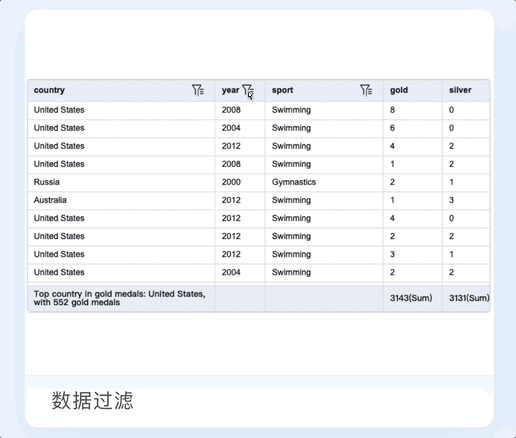 country year sport gold silver
United States 2008 Swimming 8 0
United States 2004 Swimming 6 0
United States 2012 Swimming 4 2
United States 2008 Swimming 1 2
Russia 2000 Gymnastics 2 1
Australia 2012 Swimming 1 3
United States 2012 Swimming 4 0
United States 2012 Swimming 2 2
United States 2012 Swimming 3 1
United States 2004 Swimming 2 2
Top country in gold medals: United States,
with 552 gold medals 3143(Sum) 3131(Sum)
数据过滤